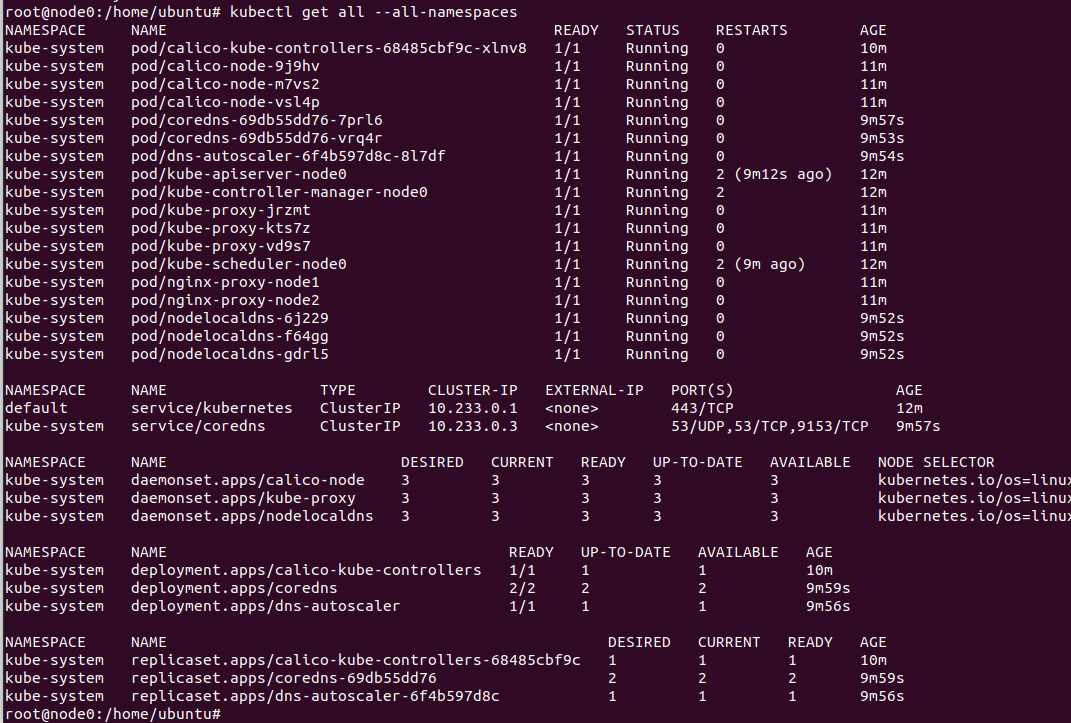 root@node0:/home/ubuntu# kubectl get all --all-namespaces
NAMESPACE     NAME                                           READY   STATUS    RESTARTS        AGE
kube-system   pod/calico-kube-controllers-68485cbf9c-xlnv8   1/1     Running   0               10m
kube-system   pod/calico-node-9j9hv                          1/1     Running   0               11m
kube-system   pod/calico-node-m7vs2                          1/1     Running   0               11m
kube-system   pod/calico-node-vsl4p                          1/1     Running   0               11m
kube-system   pod/coredns-69db55dd76-7prl6                   1/1     Running   0               9m57s
kube-system   pod/coredns-69db55dd76-vrq4r                   1/1     Running   0               9m53s
kube-system   pod/dns-autoscaler-6f4b597d8c-8l7df            1/1     Running   0               9m54s
kube-system   pod/kube-apiserver-node0                       1/1     Running   2 (9m12s ago)   12m
kube-system   pod/kube-controller-manager-node0              1/1     Running   2               12m
kube-system   pod/kube-proxy-jrzmt                           1/1     Running   0               11m
kube-system   pod/kube-proxy-kts7z                           1/1     Running   0               11m
kube-system   pod/kube-proxy-vd9s7                           1/1     Running   0               11m
kube-system   pod/kube-scheduler-node0                       1/1     Running   2 (9m ago)      12m
kube-system   pod/nginx-proxy-node1                          1/1     Running   0               11m
kube-system   pod/nginx-proxy-node2                          1/1     Running   0               11m
kube-system   pod/nodelocaldns-6j229                         1/1     Running   0               9m52s
kube-system   pod/nodelocaldns-f64gg                         1/1     Running   0               9m52s
kube-system   pod/nodelocaldns-gdrl5                         1/1     Running   0               9m52s
NAMESPACE     NAME                 TYPE        CLUSTER-IP   EXTERNAL-IP   PORT(S)                  AGE
default       service/kubernetes   ClusterIP   10.233.0.1   <none>        443/TCP                  12m
kube-system   service/coredns      ClusterIP   10.233.0.3   <none>        53/UDP,53/TCP,9153/TCP   9m57s
NAMESPACE     NAME                          DESIRED   CURRENT   READY   UP-TO-DATE   AVAILABLE   NODE SELECTOR
kube-system   daemonset.apps/calico-node    3         3         3       3            3           kubernetes.io/os=linux
kube-system   daemonset.apps/kube-proxy     3         3         3       3            3           kubernetes.io/os=linux
kube-system   daemonset.apps/nodelocaldns   3         3         3       3            3           kubernetes.io/os=linux
NAMESPACE     NAME                                      READY   UP-TO-DATE   AVAILABLE   AGE
kube-system   deployment.apps/calico-kube-controllers   1/1     1            1           10m
kube-system   deployment.apps/coredns                   2/2     2            2           9m59s
kube-system   deployment.apps/dns-autoscaler            1/1     1            1           9m56s
NAMESPACE     NAME                                                 DESIRED   CURRENT   READY   AGE
kube-system   replicaset.apps/calico-kube-controllers-68485cbf9c   1         1         1       10m
kube-system   replicaset.apps/coredns-69db55dd76                   2         2         2       9m59s
kube-system   replicaset.apps/dns-autoscaler-6f4b597d8c            1         1         1       9m56s
root@node0:/home/ubuntu#